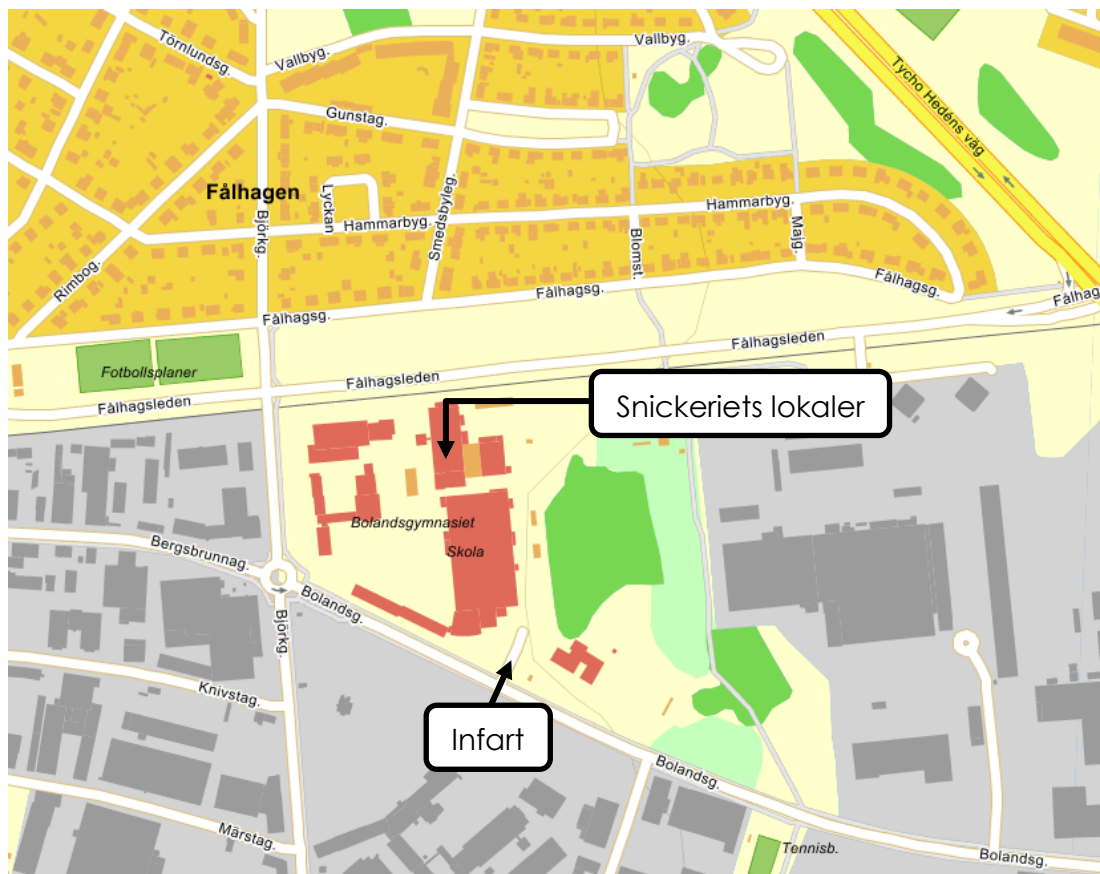 Törnlundsg.
Vallbyg.
Vallbyg.
Tycho Hedéns väg
Gunstag.
Fålhagen
Lyckan
Björkg.
Hammarbyg.
Smedsbyleg.
Hammarbyg.
Blomst.
Majg.
Rimbog.
Fålhagsg.
Fålhagsg.
Fålhagsg.
Fålhag
Fotbollsplaner
Fålhagsleden
Fålhagsleden
Fålhagsleden
Snickeriets lokaler
Bolandsgymnasiet
Skola
Bergsbrunnag.
Bolandsg.
Björkg.
Knivstag.
Infart
Bolandsg.
Märstag.
Tennisb.
Bolandsg.